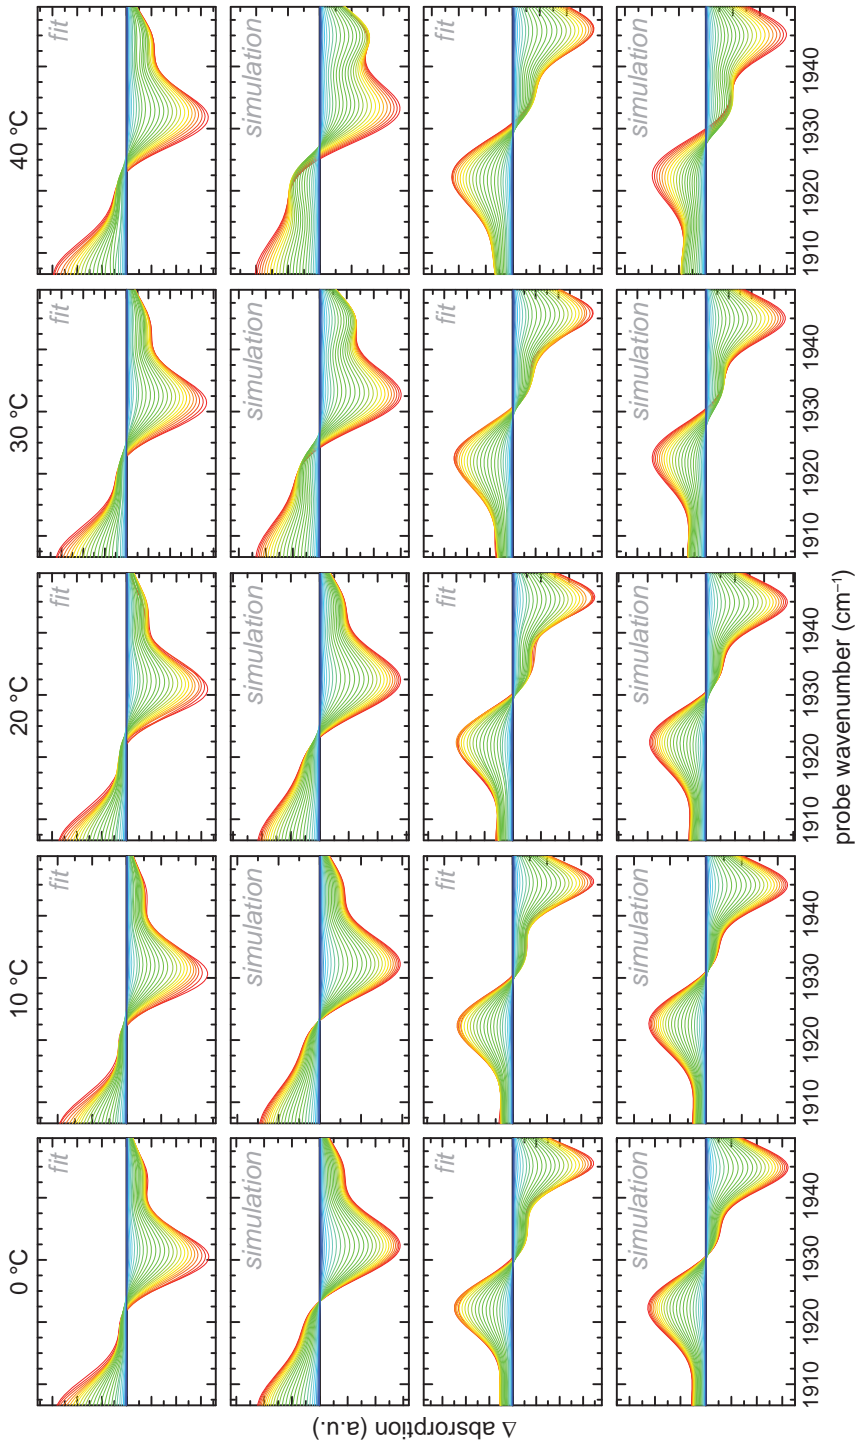 0 °C 10 °C 20 °C 30 °C 40 °C
fit fit fit fit fit
simulation simulation simulation simulation simulation
fit fit fit fit fit
simulation simulation simulation simulation simulation
Δ absrorption (a.u.)
1910 1920 1930 1940 1910 1920 1930 1940 1910 1920 1930 1940 1910 1920 1930 1940 1910 1920 1930 1940
probe wavenumber (cm⁻¹)